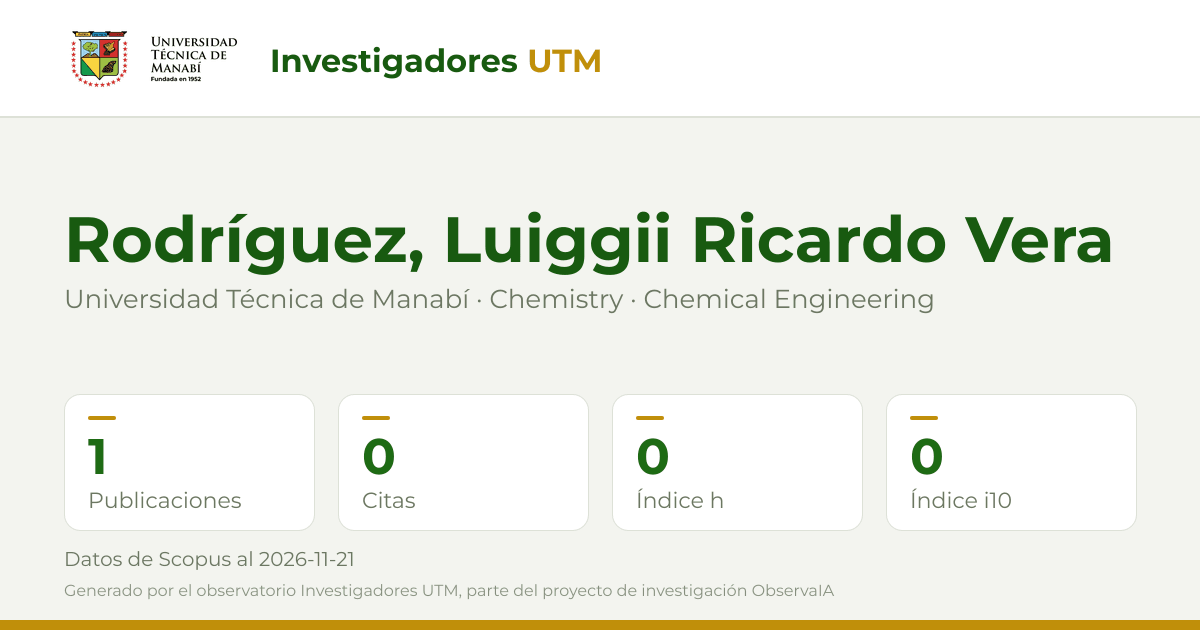 UNIVERSIDAD
TÉCNICA DE
MANABÍ
Fundada en 1952
Investigadores UTM
Rodríguez, Luiggii Ricardo Vera
Universidad Técnica de Manabí · Chemistry · Chemical Engineering
1
Publicaciones
0
Citas
0
Índice h
0
Índice i10
Datos de Scopus al 2026-11-21
Generado por el observatorio Investigadores UTM, parte del proyecto de investigación ObservaIA